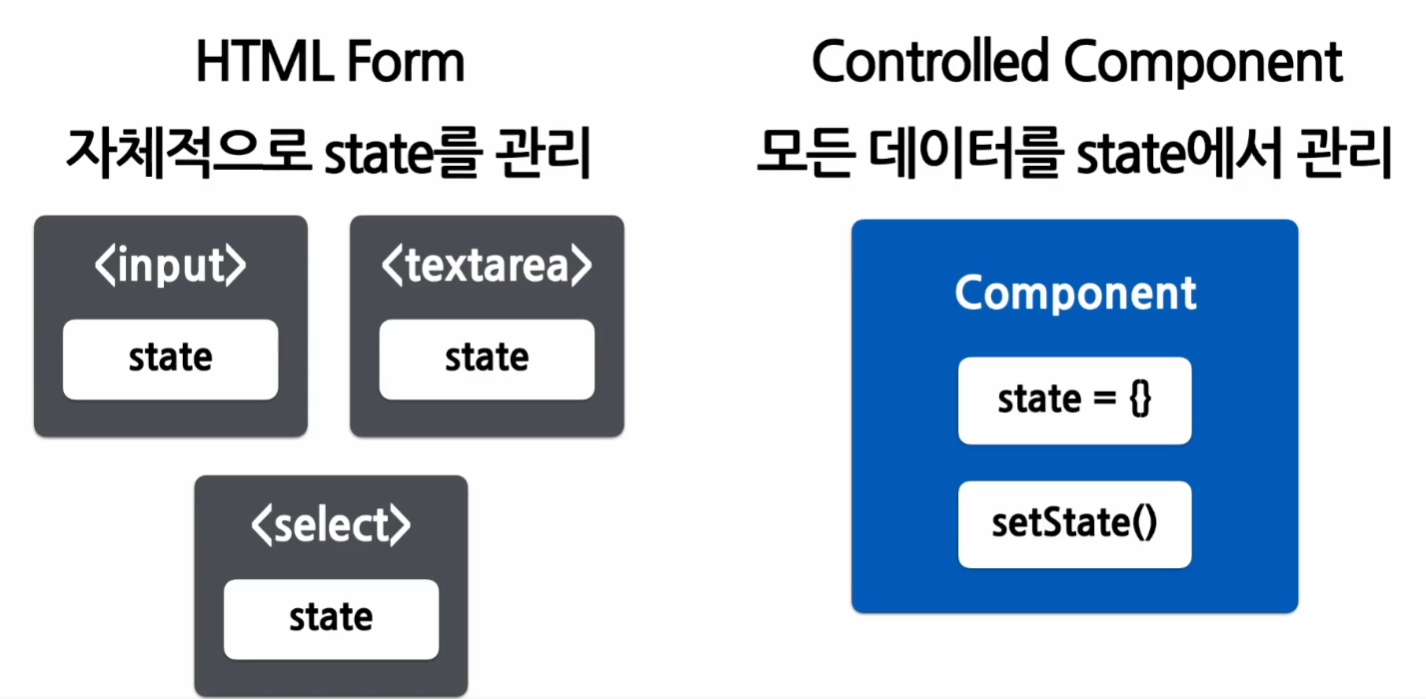 HTML Form
자체적으로 state를 관리
<input>
state
<textarea>
state
<select>
state
Controlled Component
모든 데이터를 state에서 관리
Component
state = {}
setState()